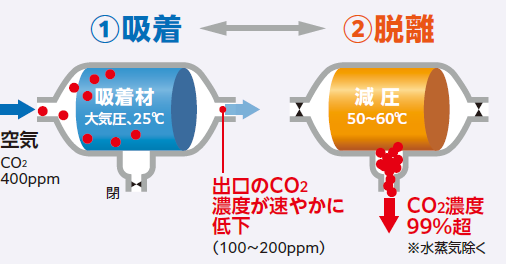 ①吸着
②脱離
吸着材
大気圧、25℃
減圧
50~60℃
空気
CO2
400ppm
閉
出口のCO2
濃度が速やかに
低下
(100~200ppm)
CO2濃度
99%超
※水蒸気除く